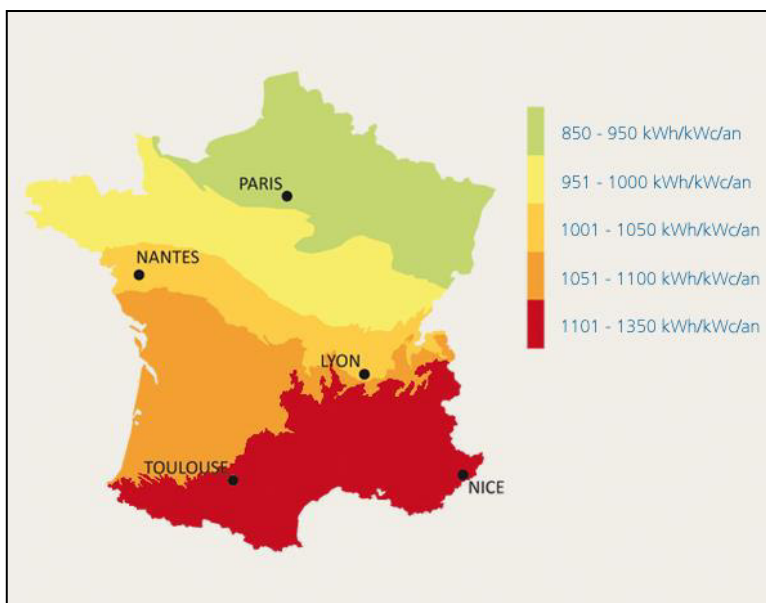 PARIS
NANTES
LYON
TOULOUSE
NICE
850 - 950 kWh/kWc/an
951 - 1000 kWh/kWc/an
1001 - 1050 kWh/kWc/an
1051 - 1100 kWh/kWc/an
1101 - 1350 kWh/kWc/an